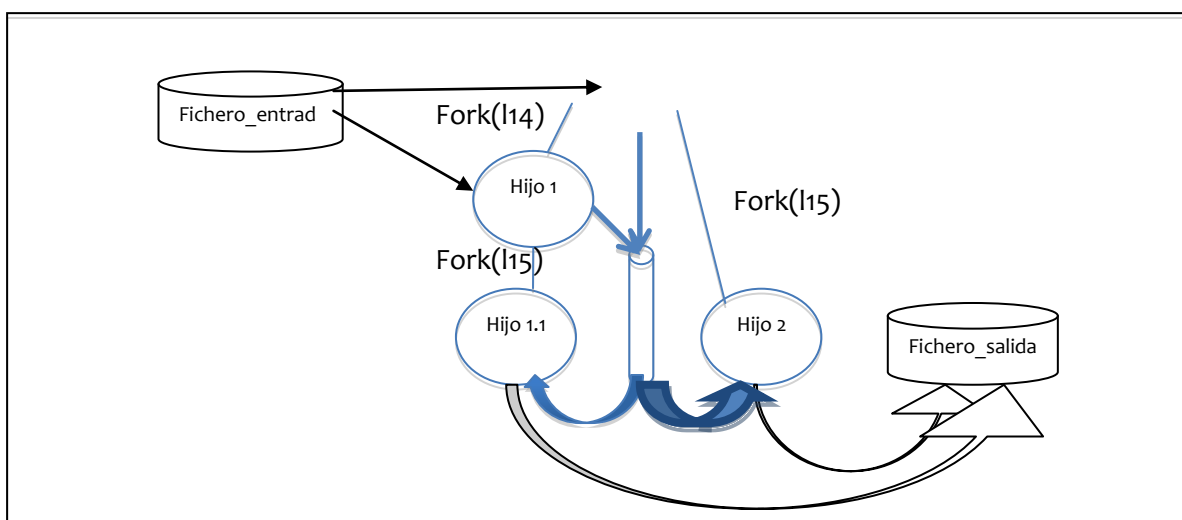 Fichero_entrad
Fork(l14)
Hijo 1
Fork(l15)
Fork(l15)
Hijo 1.1
Hijo 2
Fichero_salida